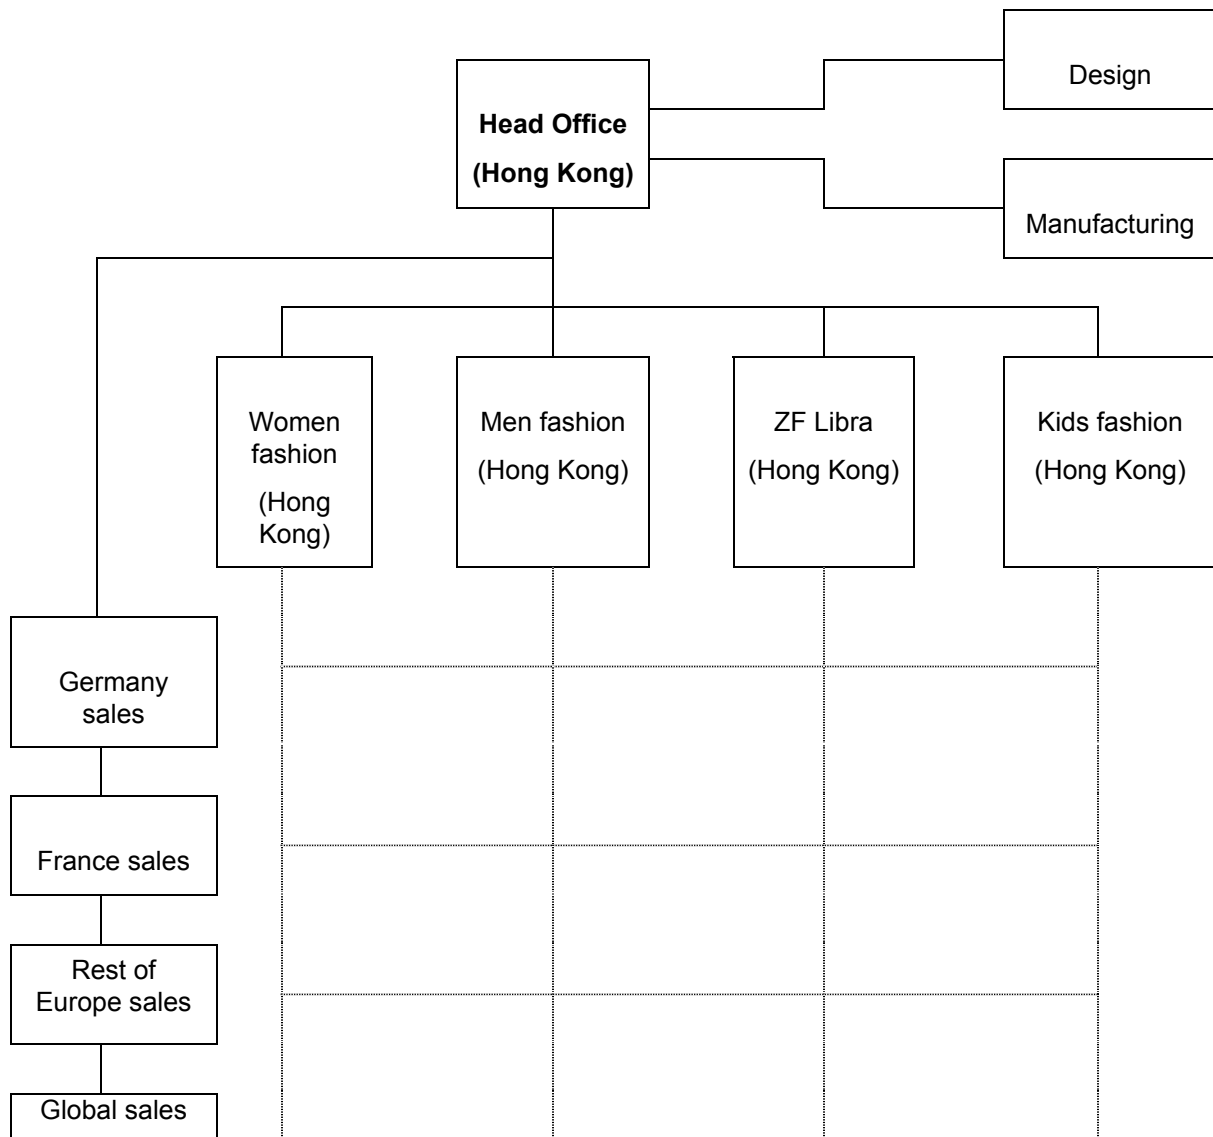 Design
Head Office
(Hong Kong)
Manufacturing
Women
fashion
(Hong
Kong)
Men fashion
(Hong Kong)
ZF Libra
(Hong Kong)
Kids fashion
(Hong Kong)
Germany
sales
France sales
Rest of
Europe sales
Global sales